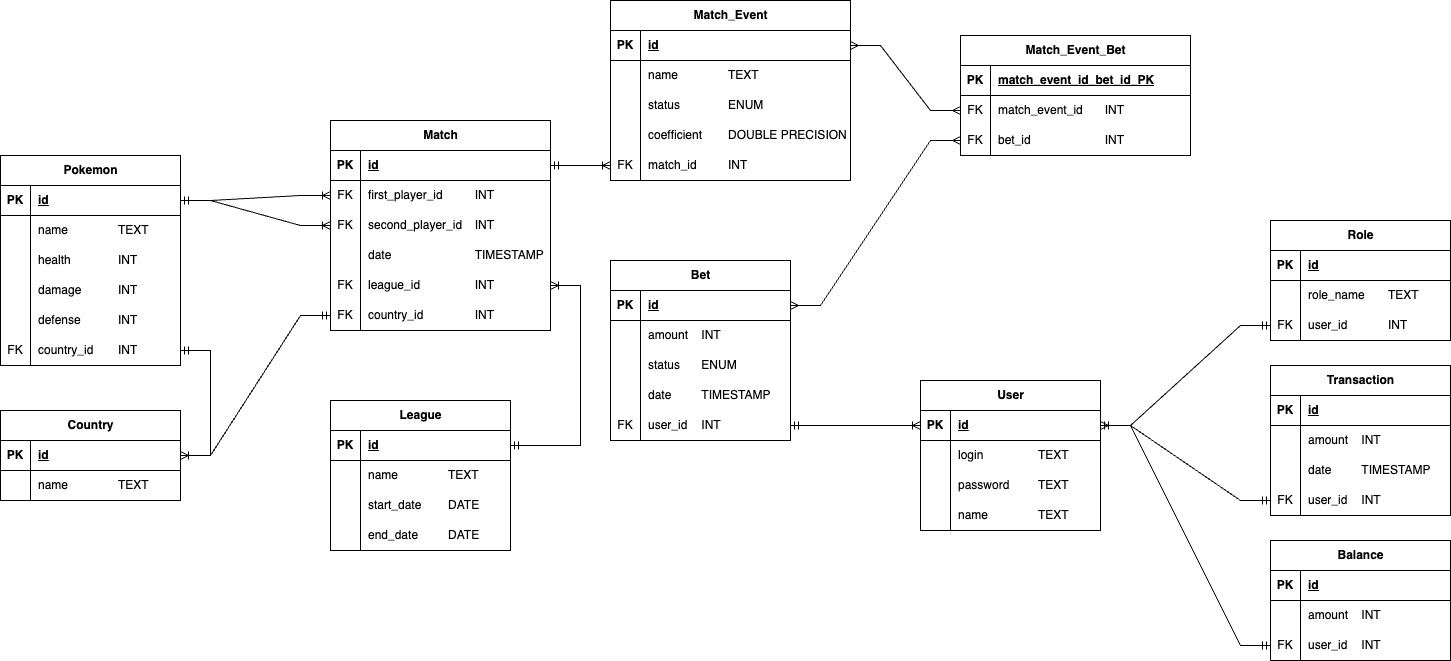 Match_Event
PK id
name TEXT
status ENUM
coefficient DOUBLE PRECISION
FK match_id INT
Match_Event_Bet
PK match_event_id_bet_id_PK
FK match_event_id INT
FK bet_id INT
Match
PK id
FK first_player_id INT
FK second_player_id INT
date TIMESTAMP
FK league_id INT
FK country_id INT
Pokemon
PK id
name TEXT
health INT
damage INT
defense INT
FK country_id INT
Country
PK id
name TEXT
League
PK id
name TEXT
start_date DATE
end_date DATE
Bet
PK id
amount INT
status ENUM
date TIMESTAMP
FK user_id INT
User
PK id
login TEXT
password TEXT
name TEXT
Role
PK id
role_name TEXT
FK user_id INT
Transaction
PK id
amount INT
date TIMESTAMP
FK user_id INT
Balance
PK id
amount INT
FK user_id INT